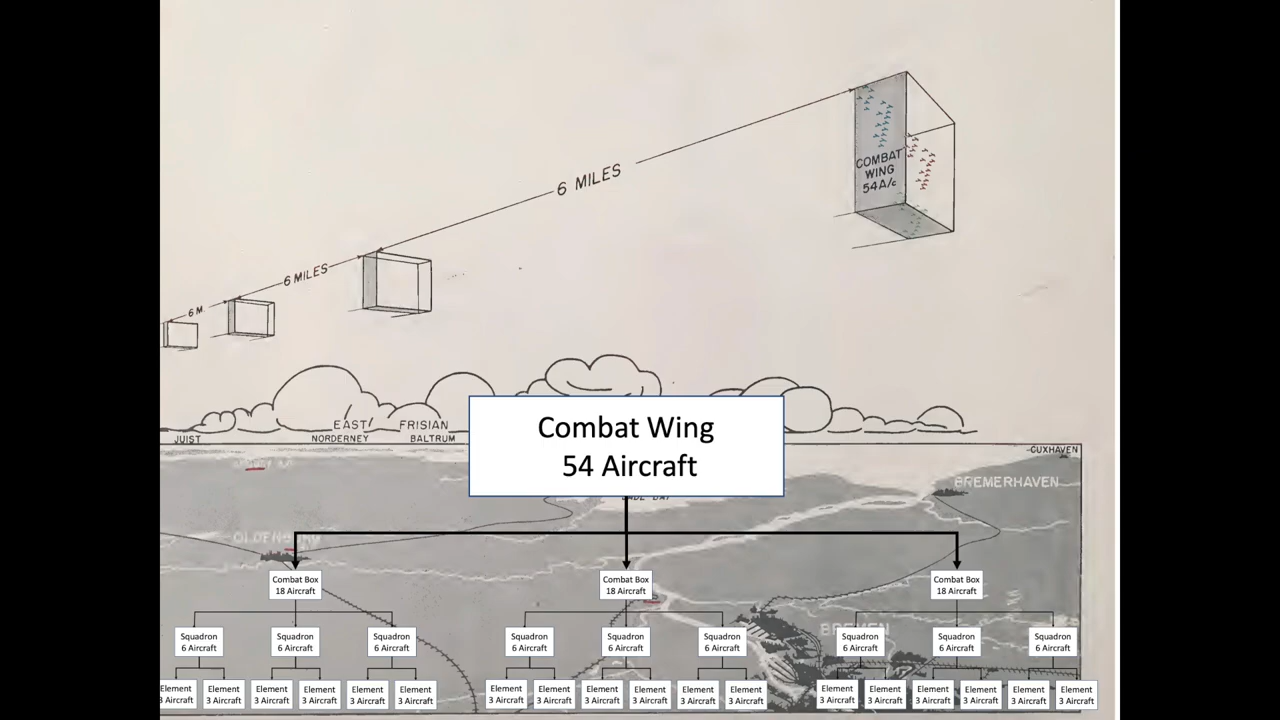 COMBAT
WING
54 A/c
6 MILES
6 MILES
6 M.
EAST FRISIAN
JUIST
NORDERNEY
BALTRUM
CUXHAVEN
BREMERHAVEN
Combat Wing
54 Aircraft
Combat Box
18 Aircraft
Combat Box
18 Aircraft
Combat Box
18 Aircraft
BREMEN
Squadron
6 Aircraft
Squadron
6 Aircraft
Squadron
6 Aircraft
Squadron
6 Aircraft
Squadron
6 Aircraft
Squadron
6 Aircraft
Squadron
6 Aircraft
Squadron
6 Aircraft
Squadron
6 Aircraft
Element
3 Aircraft
Element
3 Aircraft
Element
3 Aircraft
Element
3 Aircraft
Element
3 Aircraft
Element
3 Aircraft
Element
3 Aircraft
Element
3 Aircraft
Element
3 Aircraft
Element
3 Aircraft
Element
3 Aircraft
Element
3 Aircraft
Element
3 Aircraft
Element
3 Aircraft
Element
3 Aircraft
Element
3 Aircraft
Element
3 Aircraft
Element
3 Aircraft